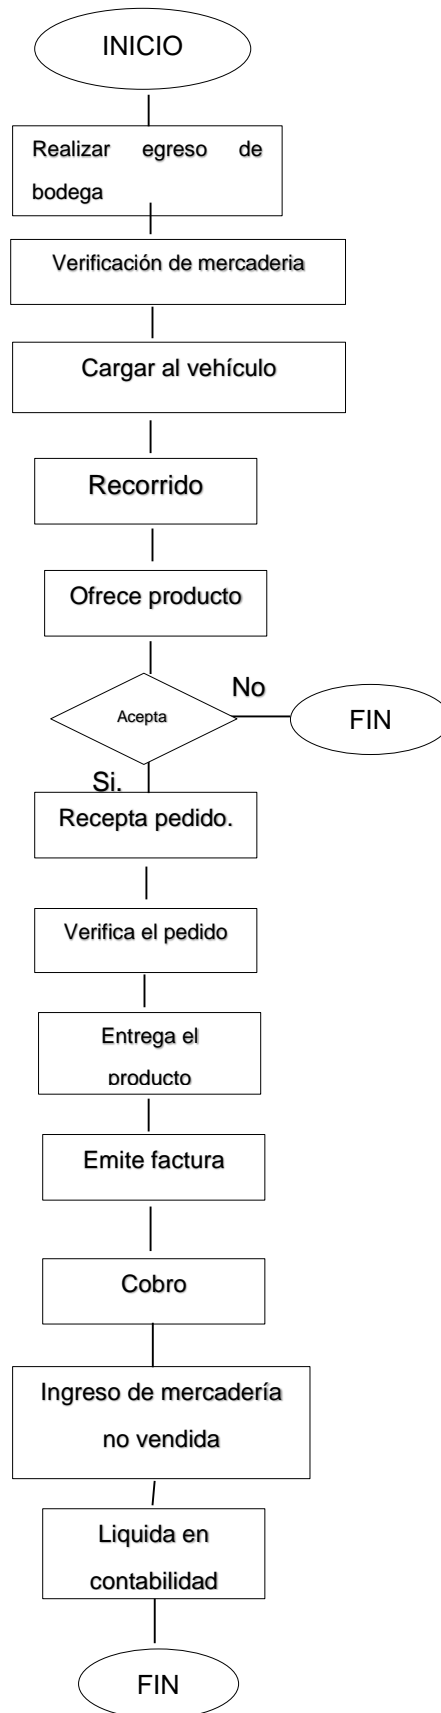 INICIO
Realizar egreso de
bodega
Verificación de mercaderia
Cargar al vehículo
Recorrido
Ofrece producto
No
Acepta
FIN
Si.
Recepta pedido.
Verifica el pedido
Entrega el
producto
Emite factura
Cobro
Ingreso de mercadería
no vendida
Liquida en
contabilidad
FIN